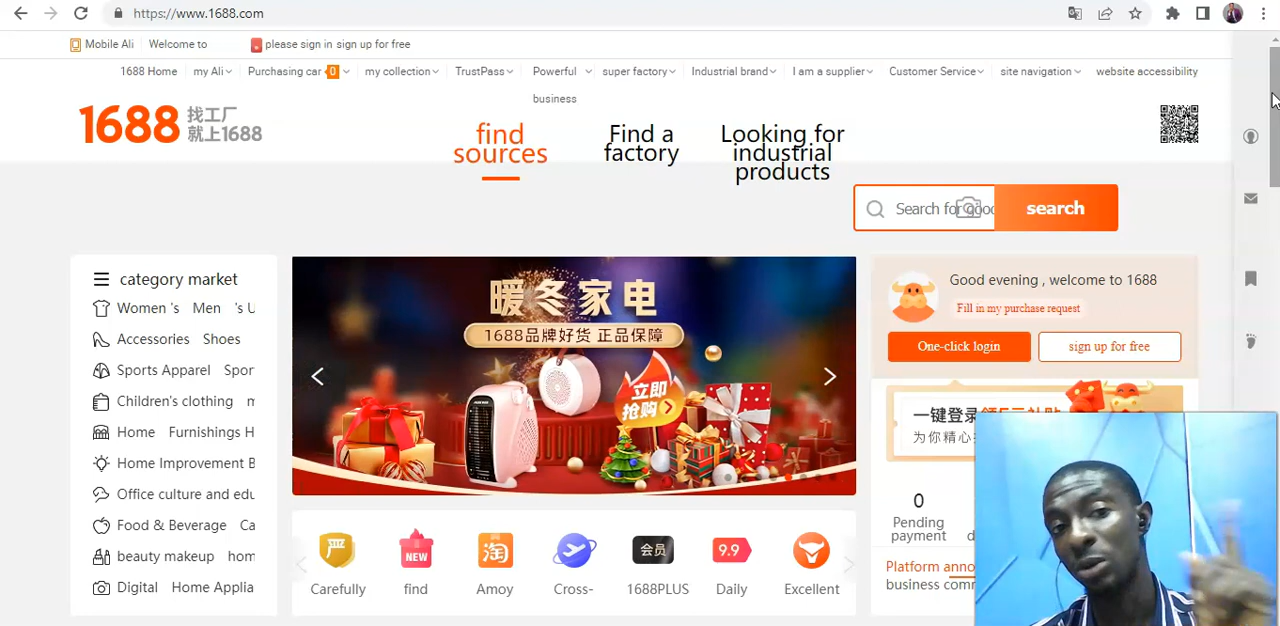 https://www.1688.com
Mobile Ali Welcome to please sign in sign up for free
1688 Home my Ali Purchasing car 0 my collection TrustPass Powerful business super factory Industrial brand I am a supplier Customer Service site navigation website accessibility
1688 找工厂
就上1688
find sources
Find a factory
Looking for industrial products
Search for good
search
category market
Women 's Men 's U
Accessories Shoes
Sports Apparel Spor
Children's clothing m
Home Furnishings H
Home Improvement B
Office culture and edu
Food & Beverage Ca
beauty makeup hom
Digital Home Applia
暖冬家电
1688品牌好货 正品保障
立即
抢购
Good evening , welcome to 1688
Fill in my purchase request
One-click login
sign up for free
一键登录领5元补贴
为你精心
0
Pending
payment
d
Platform anno
business com
严
NEW
淘
会员
9.9
Carefully
find
Amoy
Cross-
1688PLUS
Daily
Excellent